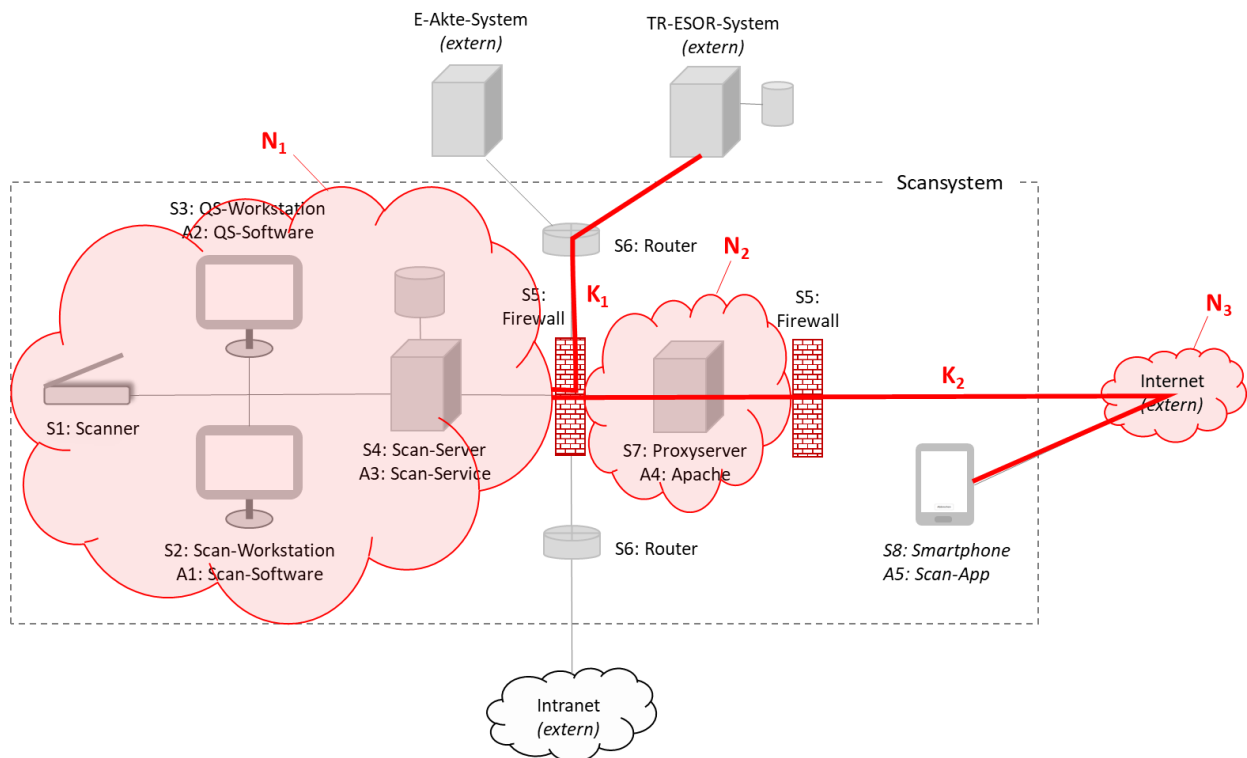 E-Akte-System
(extern)
TR-ESOR-System
(extern)
N1
Scansystem
S3: QS-Workstation
A2: QS-Software
S6: Router
N2
K1
S5:
Firewall
S5:
Firewall
N3
K2
Internet
(extern)
S1: Scanner
S4: Scan-Server
A3: Scan-Service
S7: Proxyserver
A4: Apache
S2: Scan-Workstation
A1: Scan-Software
S6: Router
S8: Smartphone
A5: Scan-App
Intranet
(extern)